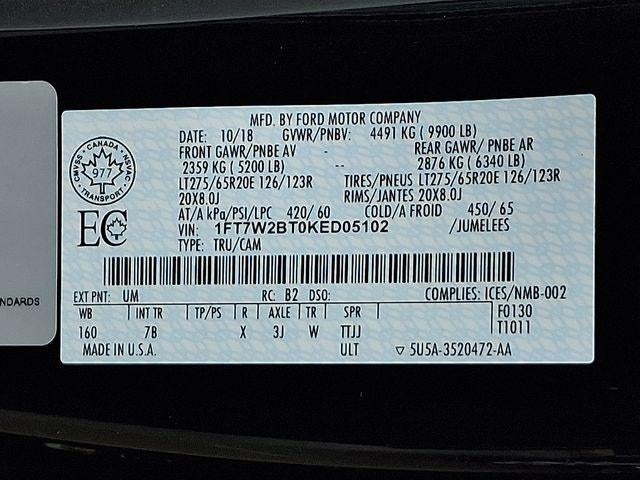 MFD. BY FORD MOTOR COMPANY
DATE: 10/18 GVWR/PNBV: 4491 KG ( 9900 LB)
FRONT GAWR/PNBE AV - REAR GAWR/ PNBE AR
2359 KG ( 5200 LB) -- 2876 KG ( 6340 LB)
LT275/65R20E 126/123R TIRES/PNEUS LT275/65R20E 126/123R
20X8.0J RIMS/JANTES 20X8.0J
AT/A kPa/PSI/LPC 420/ 60 COLD/A FROID 450/ 65
VIN: 1FT7W2BT0KED05102 /JUMELEES
TYPE: TRU/CAM
CMVSS · CANADA · NSVAC
977
TRANSPORT
EC
EXT PNT: UM RC: B2 DSO: COMPLIES: ICES/NMB-002
WB INT TR TP/PS R AXLE TR SPR F0130
160 7B X 3J W TTJJ T1011
MADE IN U.S.A. ULT ▽ 5U5A-3520472-AA
NDARDS